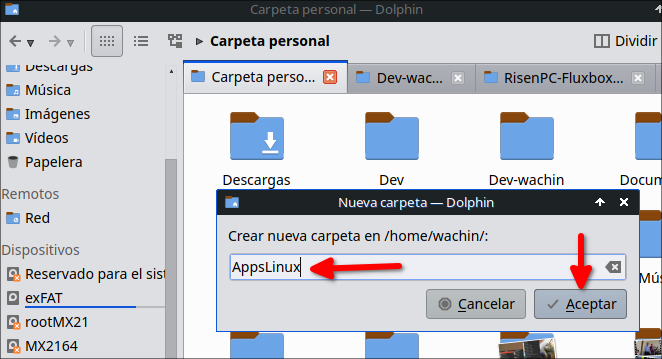 Carpeta personal — Dolphin
Carpeta personal
Dividir
Descargas
Música
Imágenes
Vídeos
Papelera
Remotos
Red
Dispositivos
Reservado para el sist
exFAT
rootMX21
MX2164
Carpeta perso...
Dev-wac...
RisenPC-Fluxbox...
Descargas
Dev
Dev-wachin
Docum
Nueva carpeta — Dolphin
Crear nueva carpeta en /home/wachin/:
AppsLinux
Cancelar
Aceptar
Mús